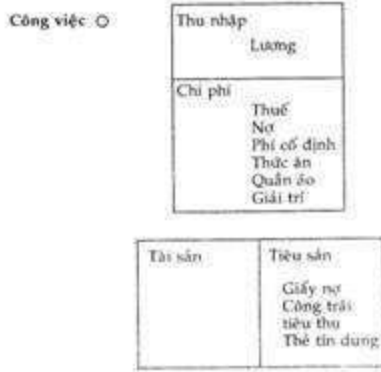 Công việc
Thu nhập
Lương
Chi phí
Thuế
Nợ
Phí cố định
Thức ăn
Quần áo
Giải trí
Tài sản
Tiêu sản
Giấy nợ
Công trái
tiêu thụ
Thẻ tín dụng